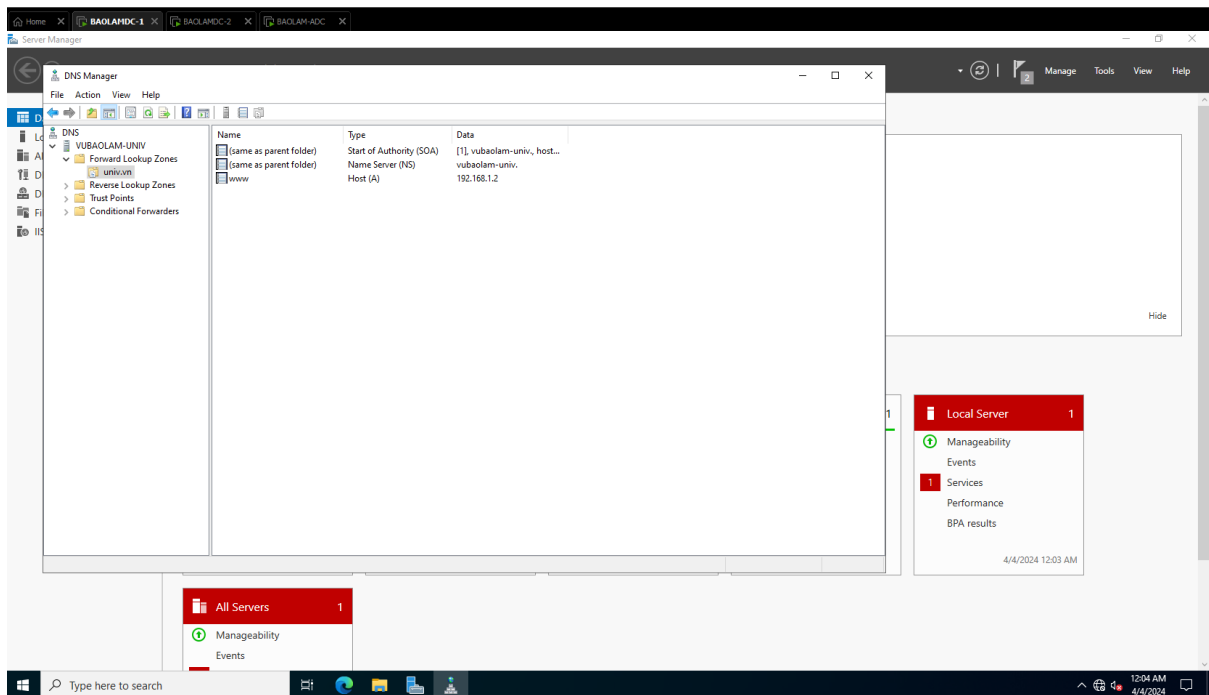 Home
BAOLAMDC-1
BAOLAMDC-2
BAOLAM-ADC
Server Manager
2
Manage Tools View Help
DNS Manager
File Action View Help
DNS
VUBAOLAM-UNIV
Forward Lookup Zones
univ.vn
Reverse Lookup Zones
Trust Points
Conditional Forwarders
Name Type Data
(same as parent folder) Start of Authority (SOA) [1], vubaolam-univ., host...
(same as parent folder) Name Server (NS) vubaolam-univ.
www Host (A) 192.168.1.2
Hide
1
Local Server 1
Manageability
Events
1 Services
Performance
BPA results
4/4/2024 12:03 AM
All Servers 1
Manageability
Events
Type here to search
12:04 AM
4/4/2024